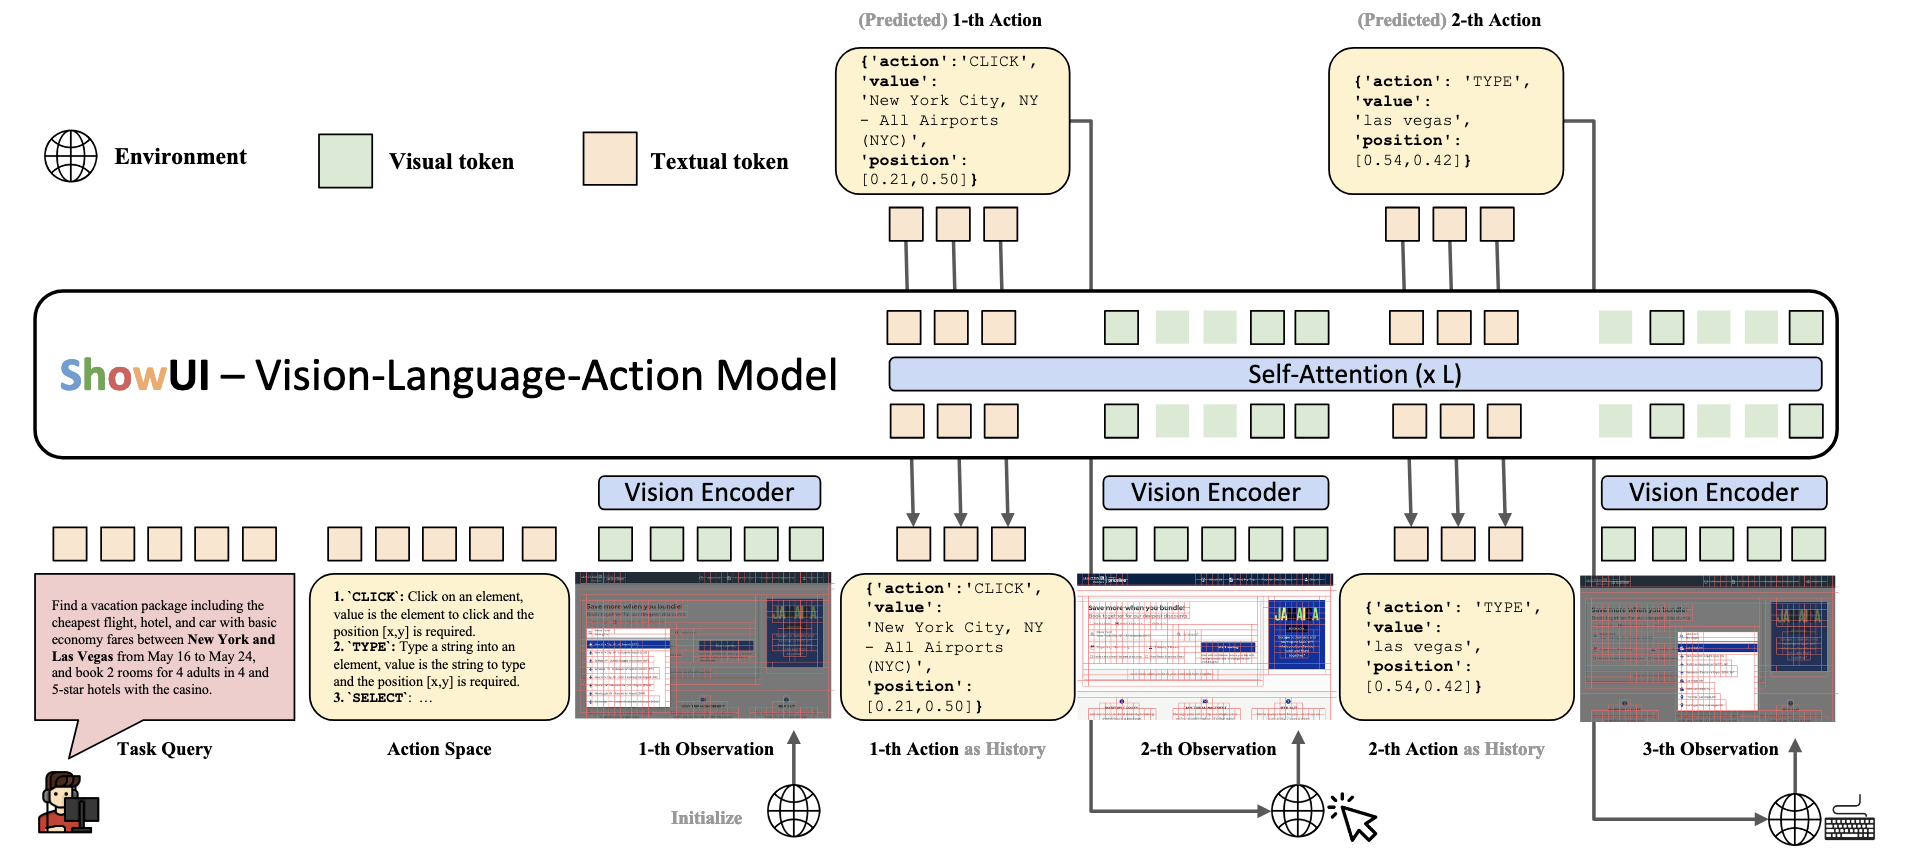 (Predicted) 1-th Action
(Predicted) 2-th Action
{'action':'CLICK',
'value':
'New York City, NY
- All Airports
(NYC)',
'position':
[0.21,0.50]}
{'action': 'TYPE',
'value':
'las vegas',
'position':
[0.54,0.42]}
Environment
Visual token
Textual token
ShowUI – Vision-Language-Action Model
Self-Attention (x L)
Vision Encoder
Vision Encoder
Vision Encoder
Find a vacation package including the
cheapest flight, hotel, and car with basic
economy fares between New York and
Las Vegas from May 16 to May 24,
and book 2 rooms for 4 adults in 4 and
5-star hotels with the casino.
1. `CLICK`: Click on an element,
value is the element to click and the
position [x,y] is required.
2. `TYPE`: Type a string into an
element, value is the string to type
and the position [x,y] is required.
3. `SELECT`: ...
Save more when you bundle!
{'action':'CLICK',
'value':
'New York City, NY
- All Airports
(NYC)',
'position':
[0.21,0.50]}
Save more when you bundle!
Book together for our deepest discounts
{'action': 'TYPE',
'value':
'las vegas',
'position':
[0.54,0.42]}
Save more when you bundle!
Task Query
Action Space
1-th Observation
1-th Action as History
2-th Observation
2-th Action as History
3-th Observation
Initialize